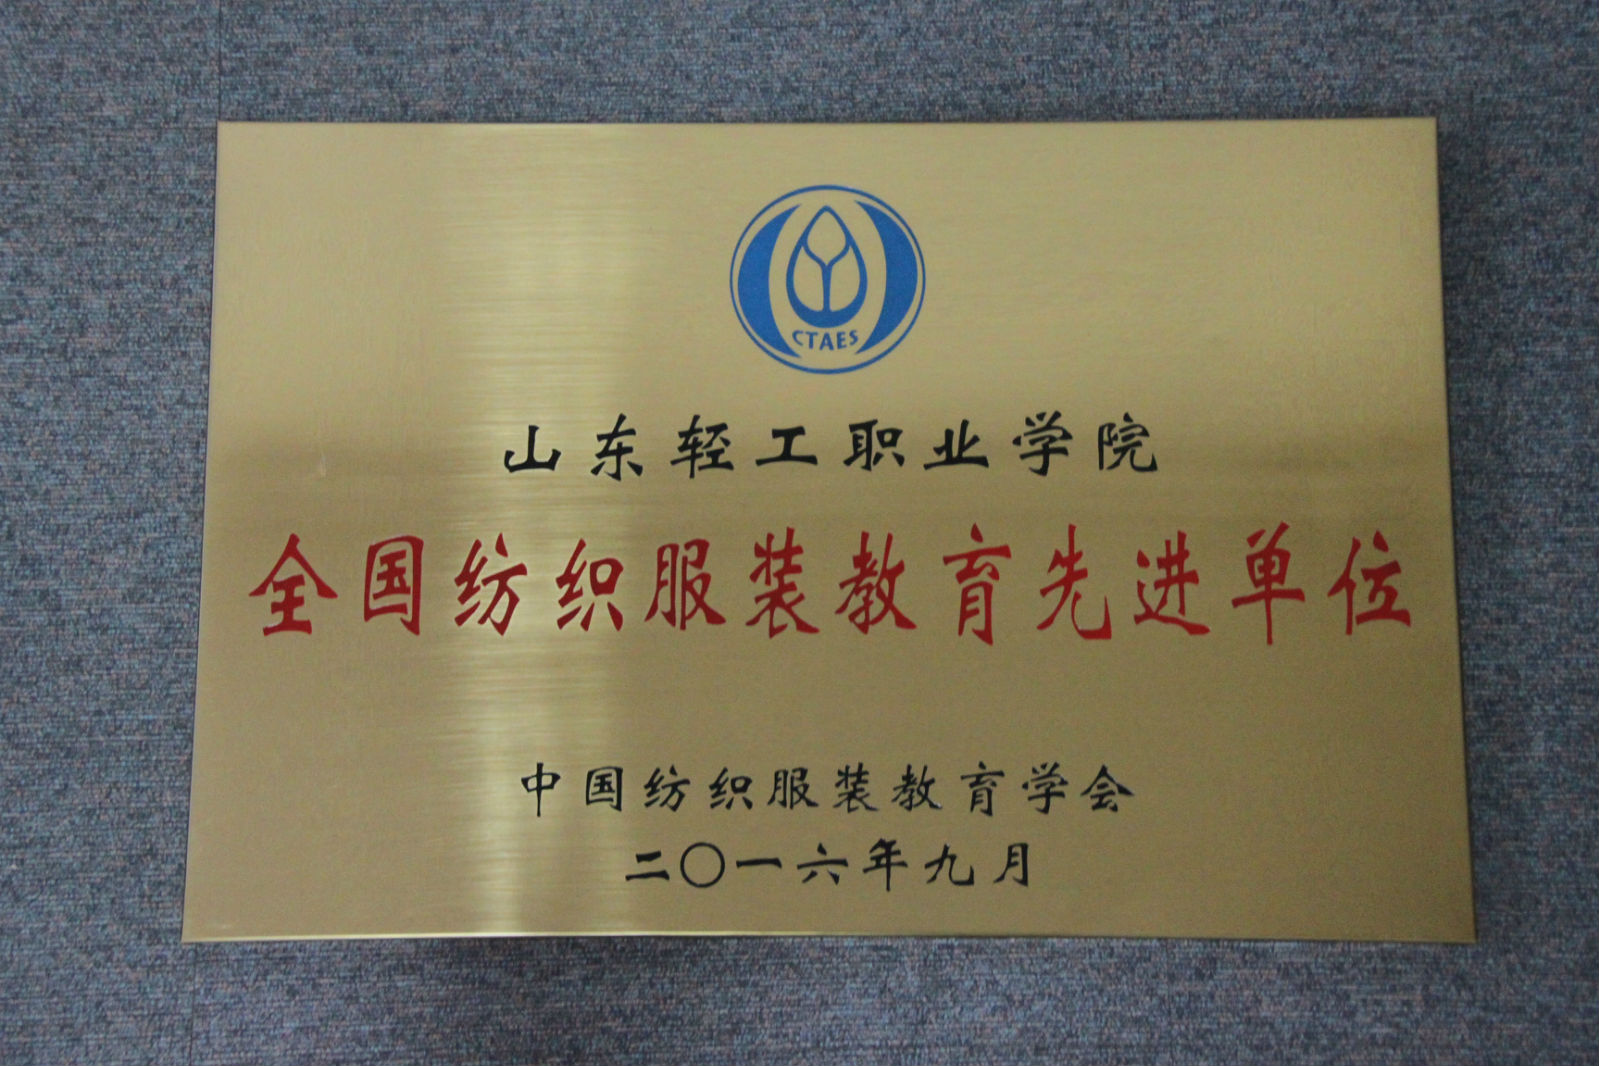 CTAES
山东轻工职业学院
全国纺织服装教育先进单位
中国纺织服装教育学会
二〇一六年九月